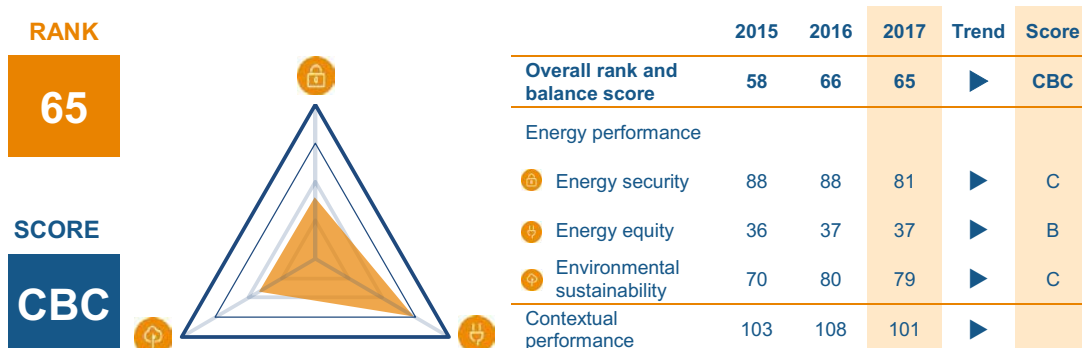 RANK
65
SCORE
CBC
2015 2016 2017 Trend Score
Overall rank and
balance score 58 66 65 CBC
Energy performance
Energy security 88 88 81 C
Energy equity 36 37 37 B
Environmental
sustainability 70 80 79 C
Contextual
performance 103 108 101